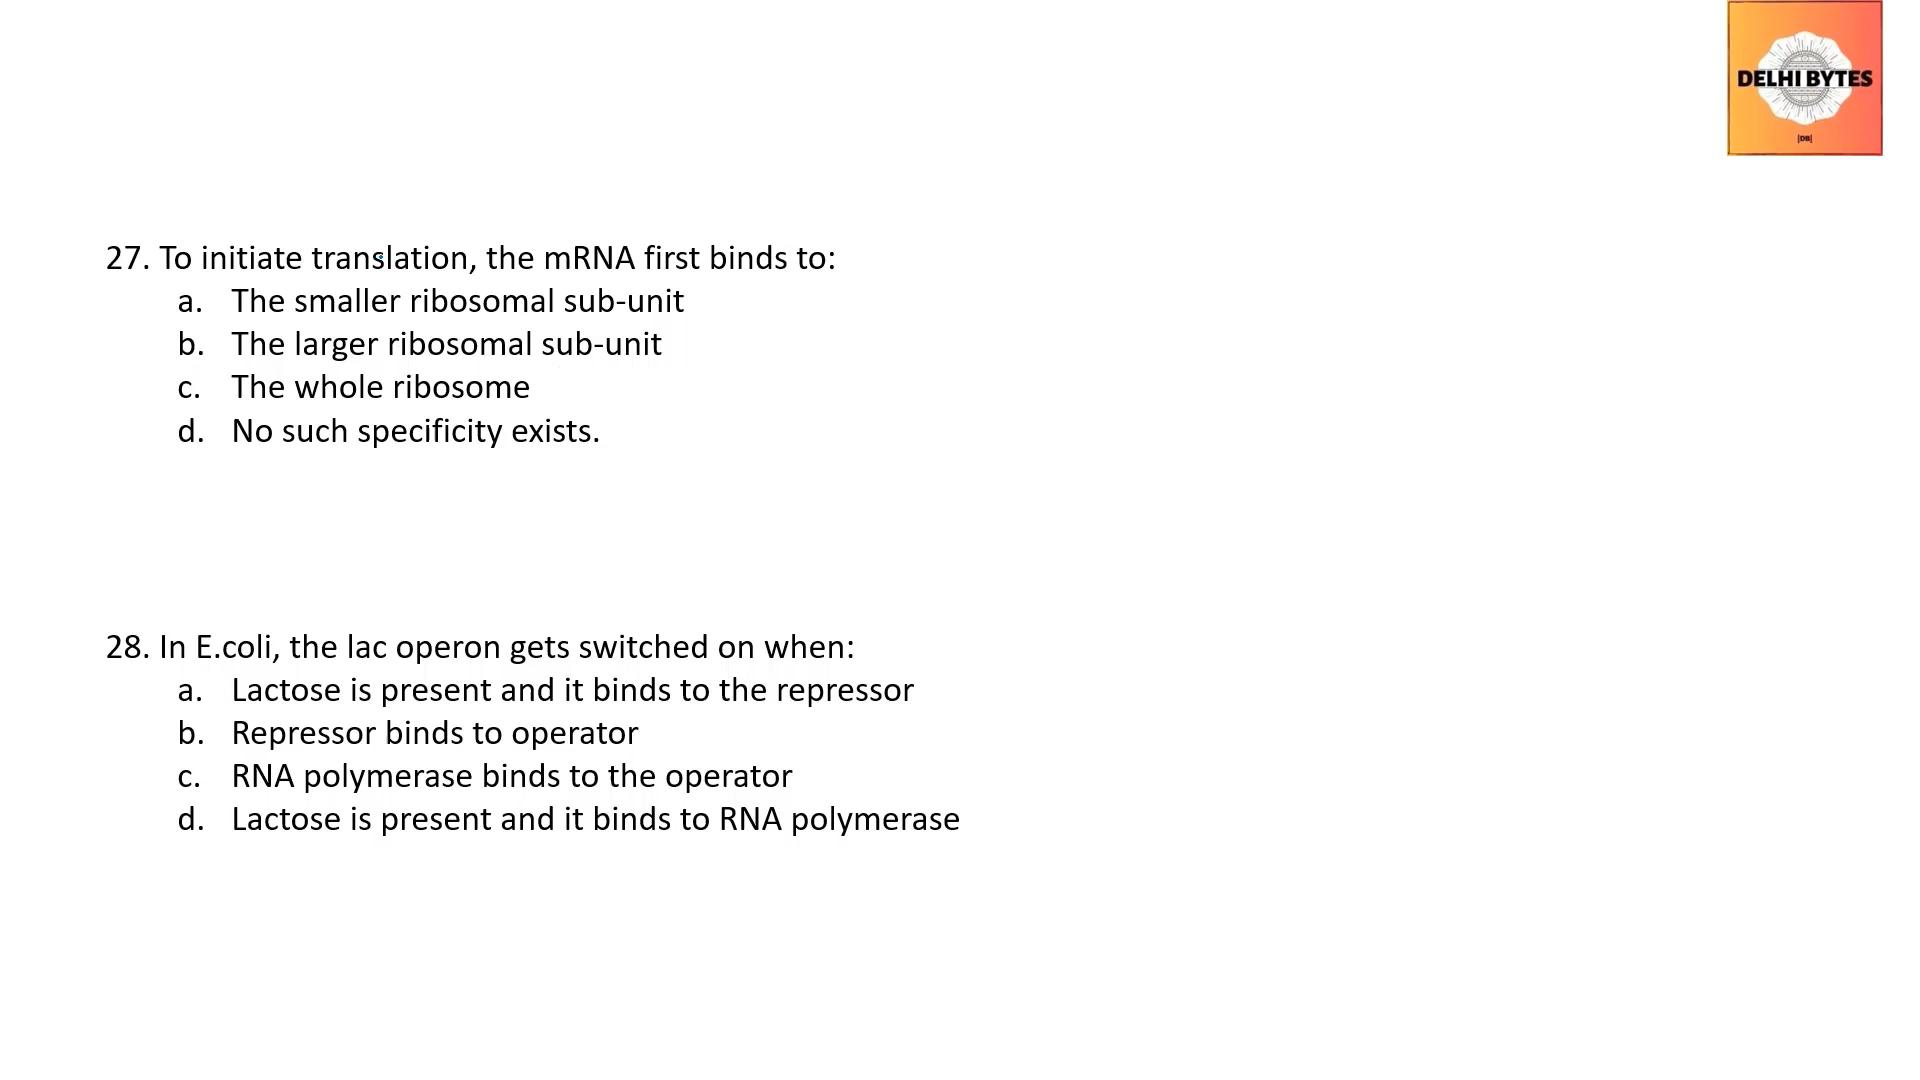 DELHI BYTES
|DB|
27. To initiate translation, the mRNA first binds to:
a. The smaller ribosomal sub-unit
b. The larger ribosomal sub-unit
c. The whole ribosome
d. No such specificity exists.
28. In E.coli, the lac operon gets switched on when:
a. Lactose is present and it binds to the repressor
b. Repressor binds to operator
c. RNA polymerase binds to the operator
d. Lactose is present and it binds to RNA polymerase